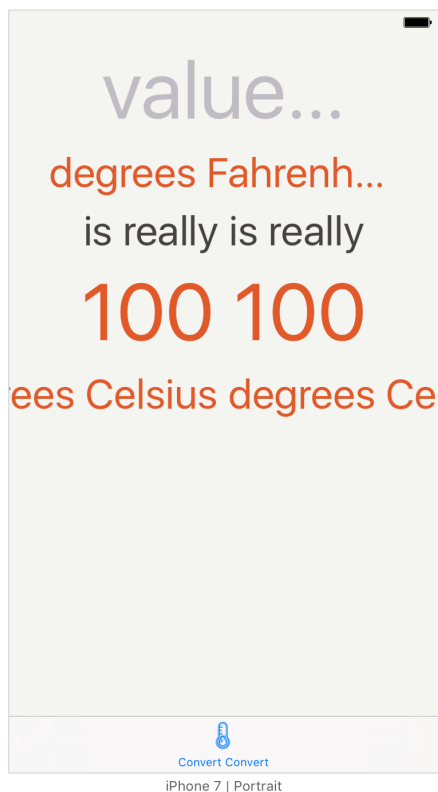 value...
degrees Fahrenh...
is really is really
100 100
rees Celsius degrees Ce
Convert Convert
iPhone 7 | Portrait